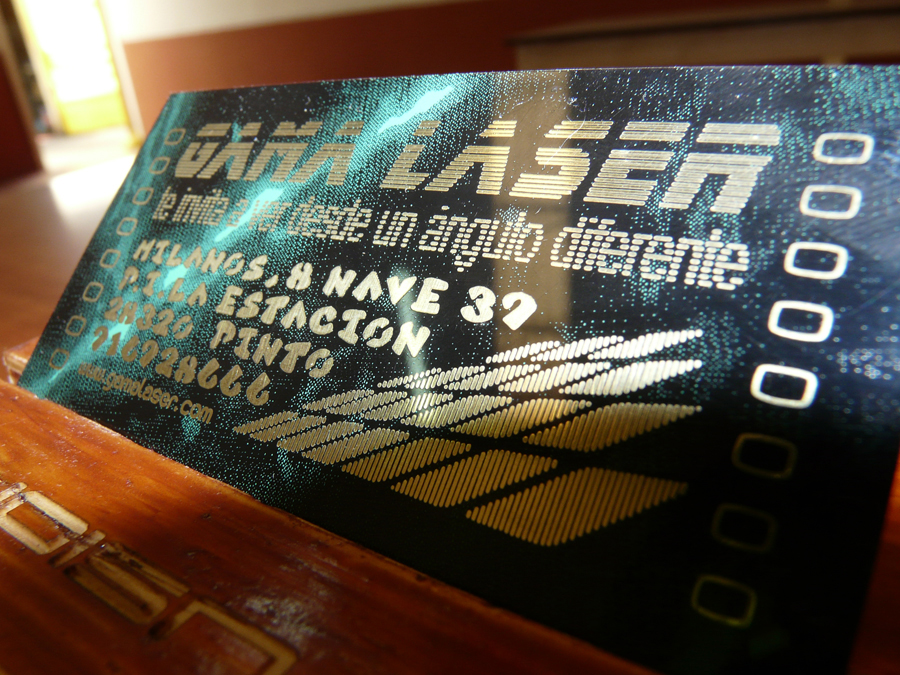 GAMA LASER
le invita a ver desde un ángulo diferente
MILANOS, 8 NAVE 39
P.I. LA ESTACION
28320 PINTO
916928666
www.gamalaser.com